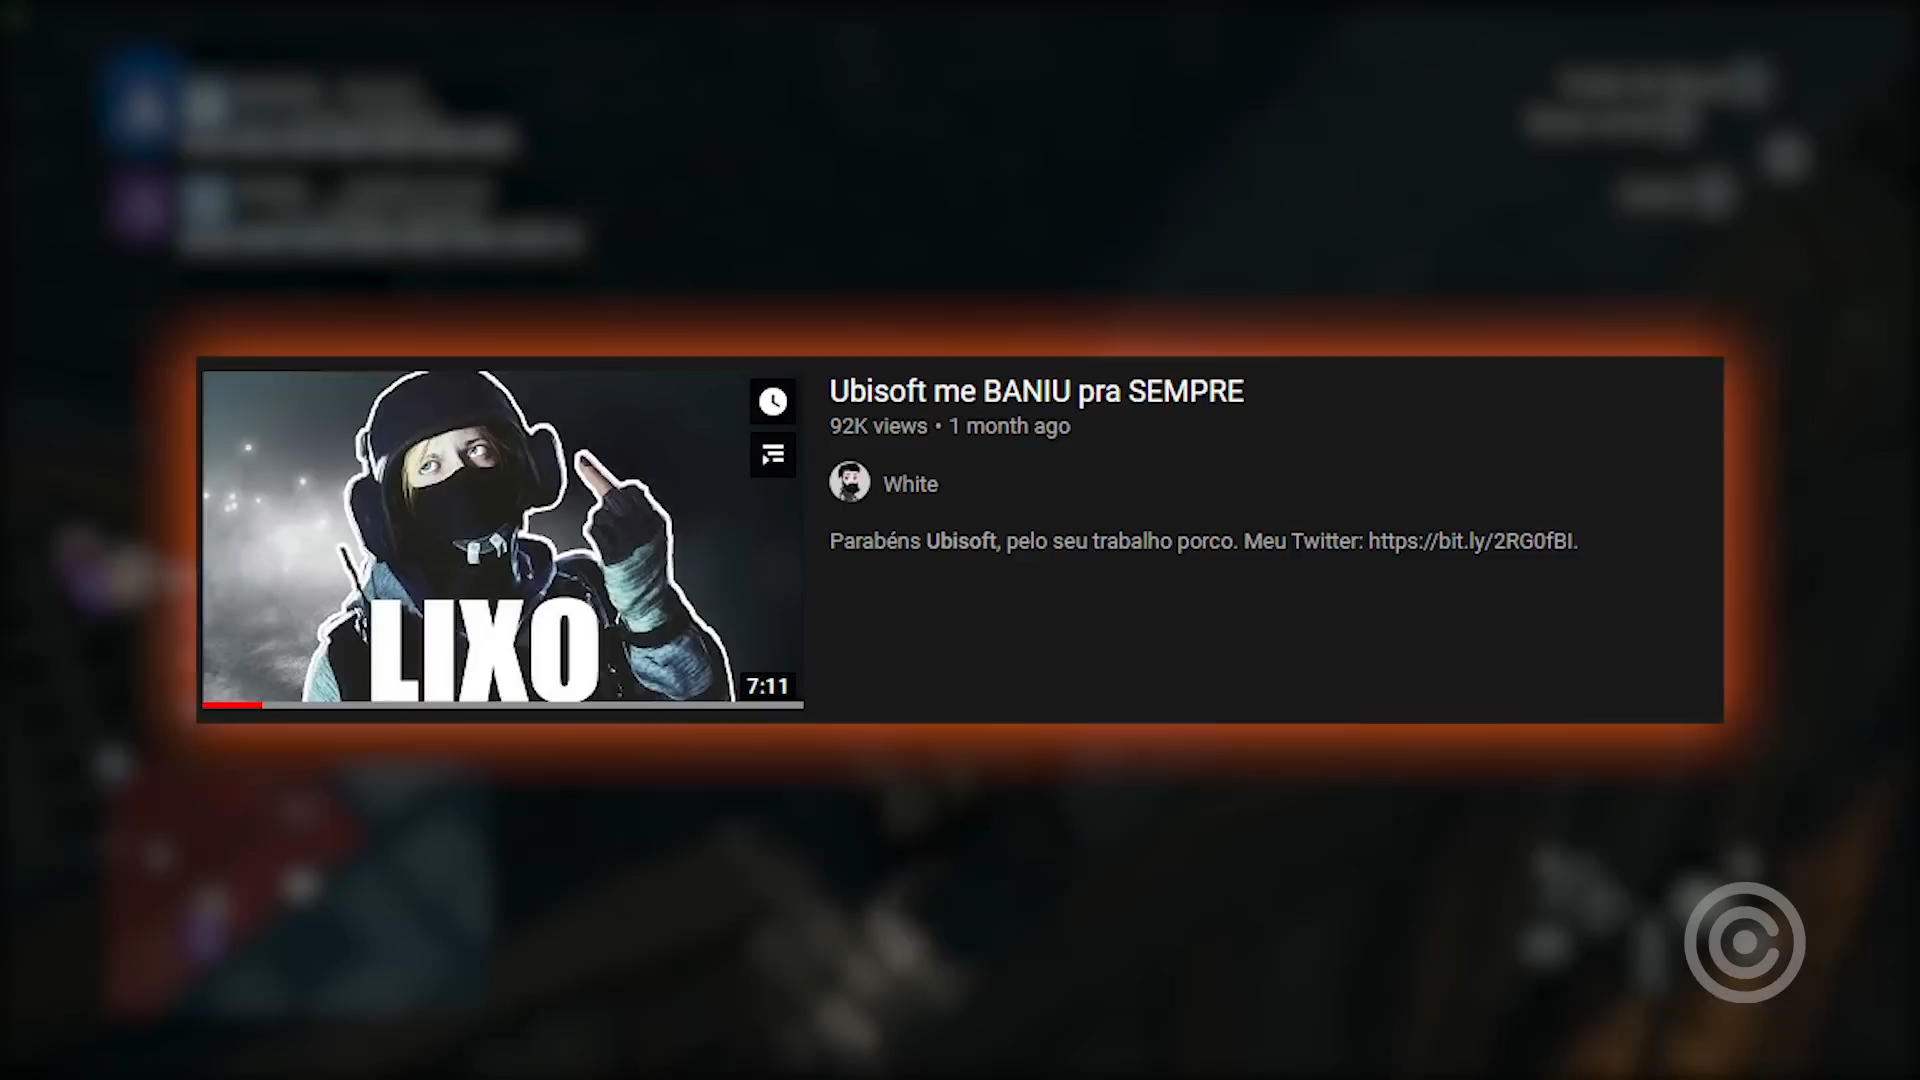 Ubisoft me BANIU pra SEMPRE
92K views • 1 month ago
White
Parabéns Ubisoft, pelo seu trabalho porco. Meu Twitter: https://bit.ly/2RG0fBI.
LIXO
7:11